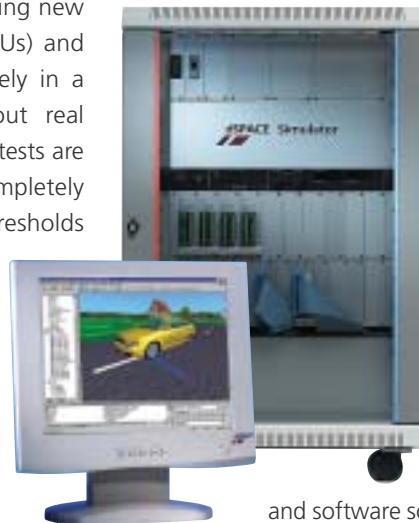 ing new
Us) and
ely in a
out real
tests are
mpletely
resholds
dSPACE Simulator
and software so